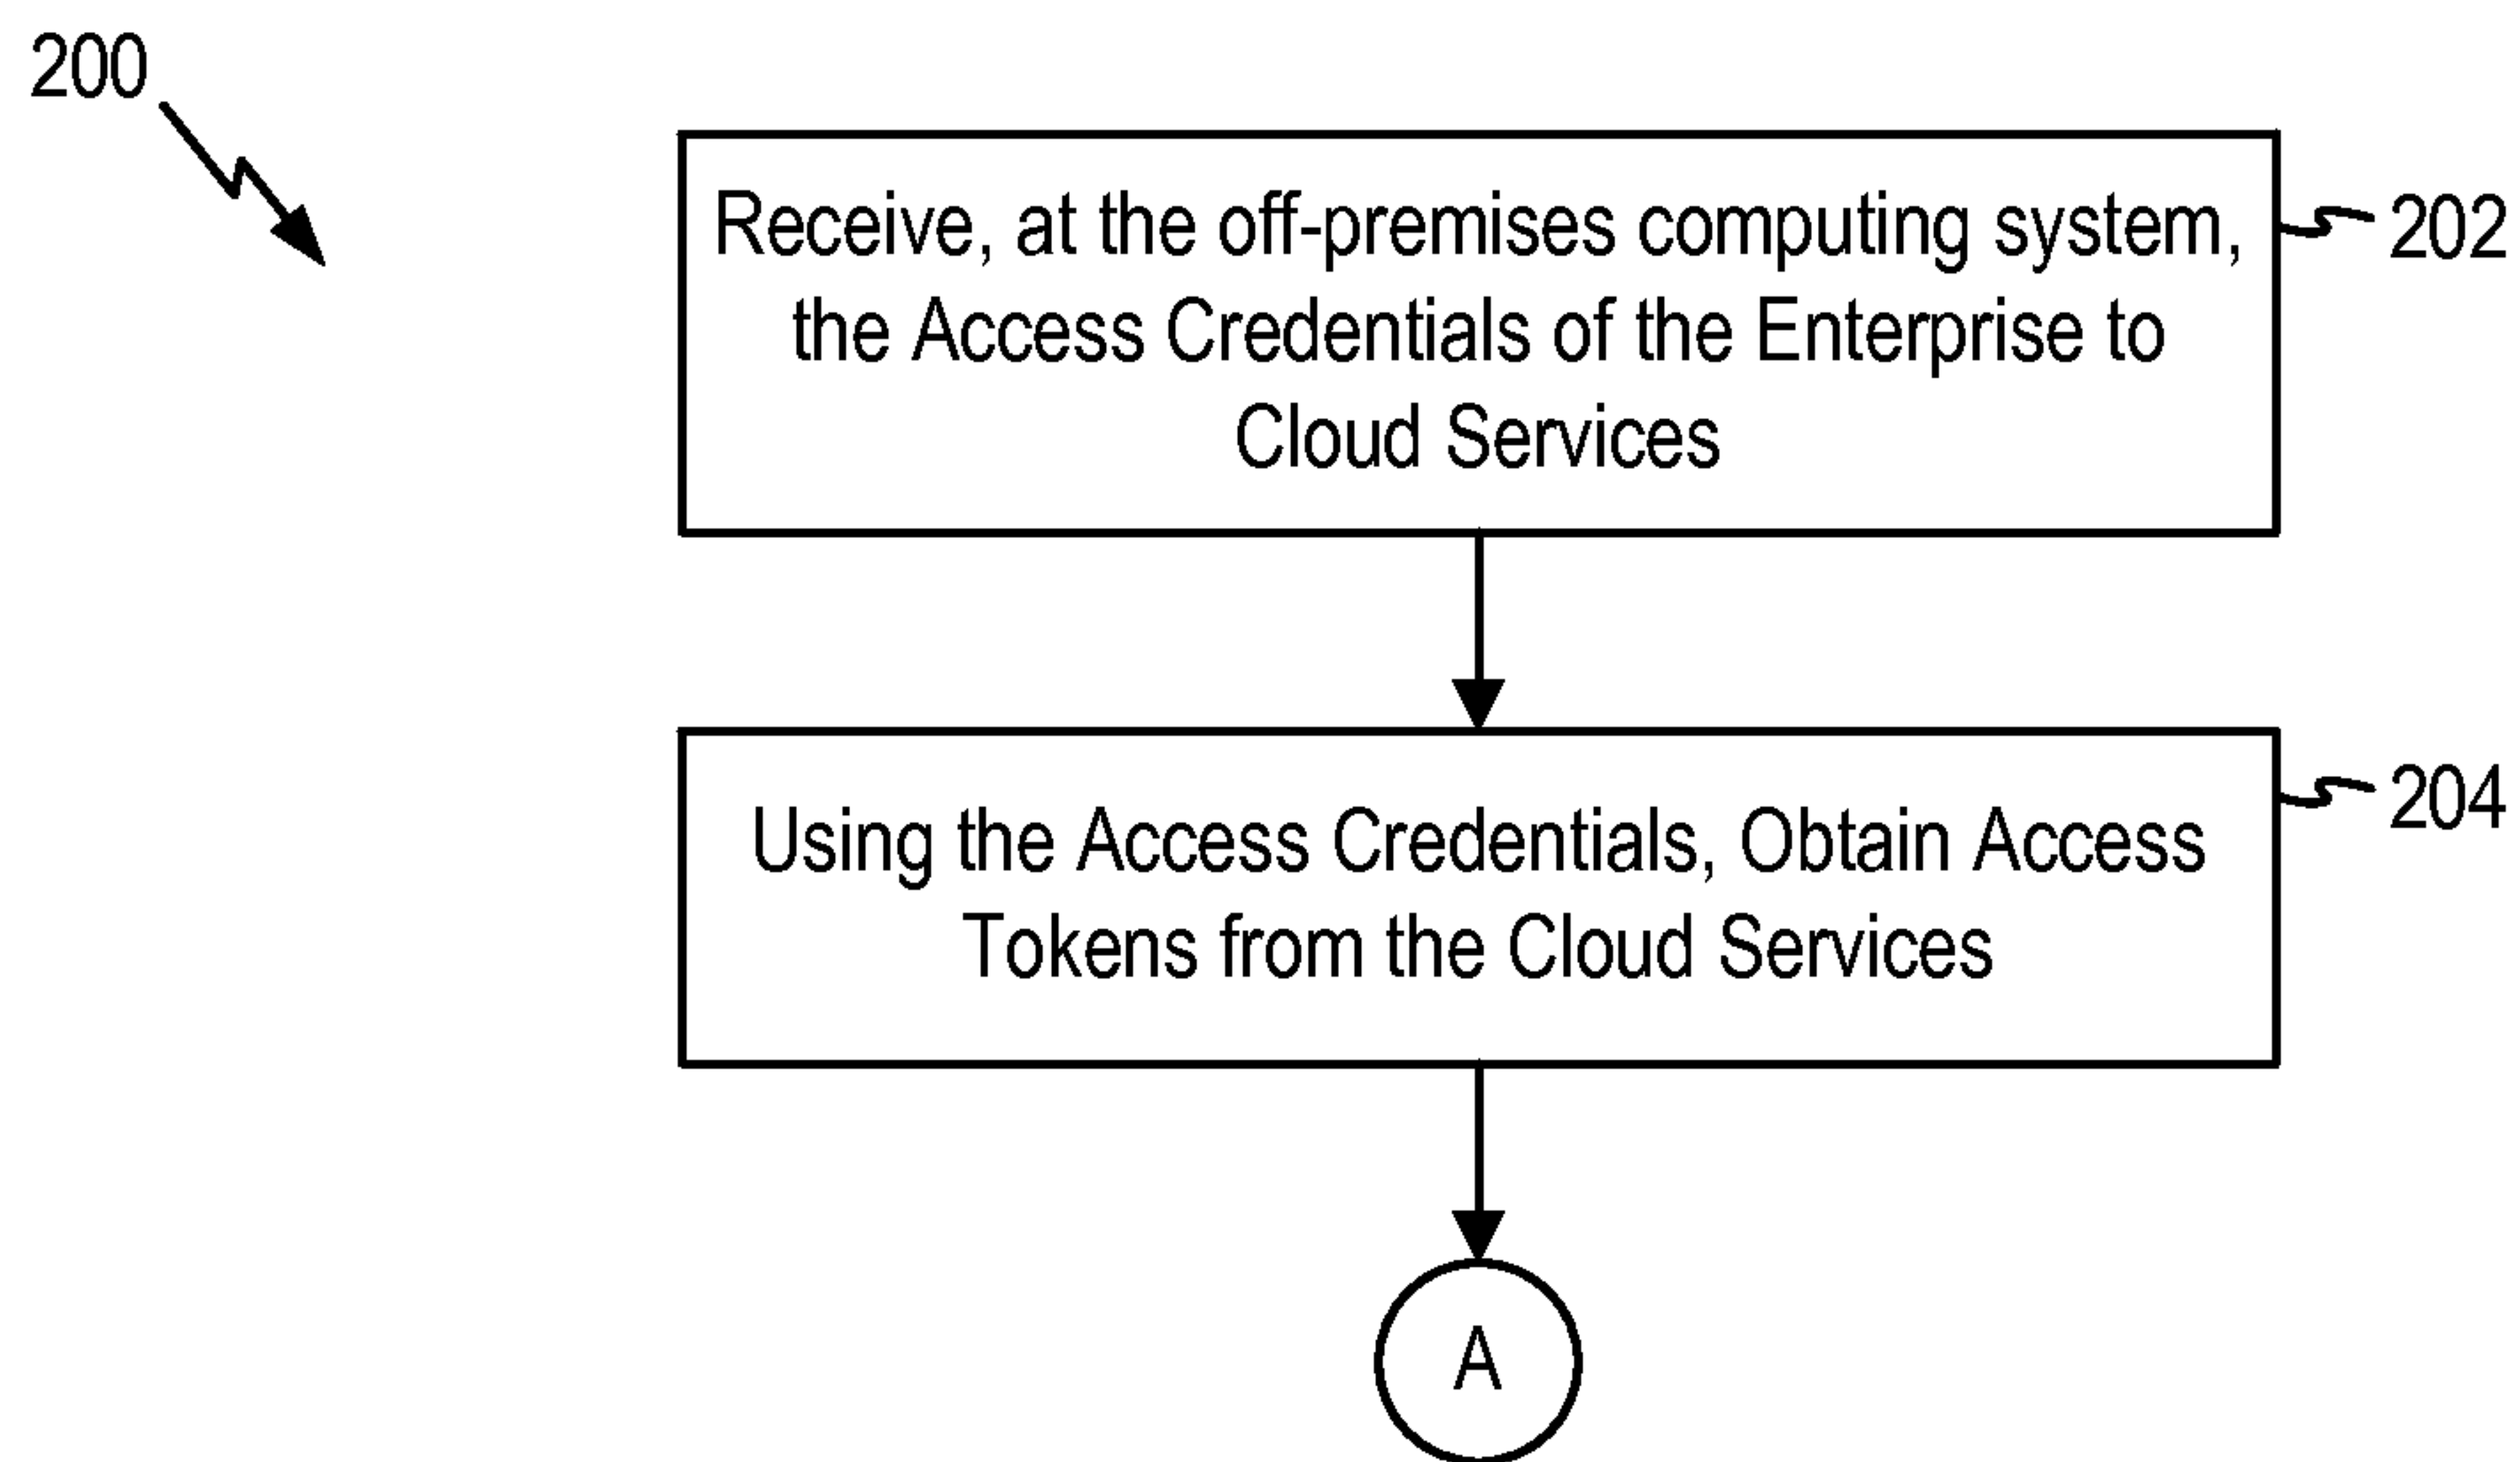 200
Receive, at the off-premises computing system,
the Access Credentials of the Enterprise to
Cloud Services
202
Using the Access Credentials, Obtain Access
Tokens from the Cloud Services
204
A